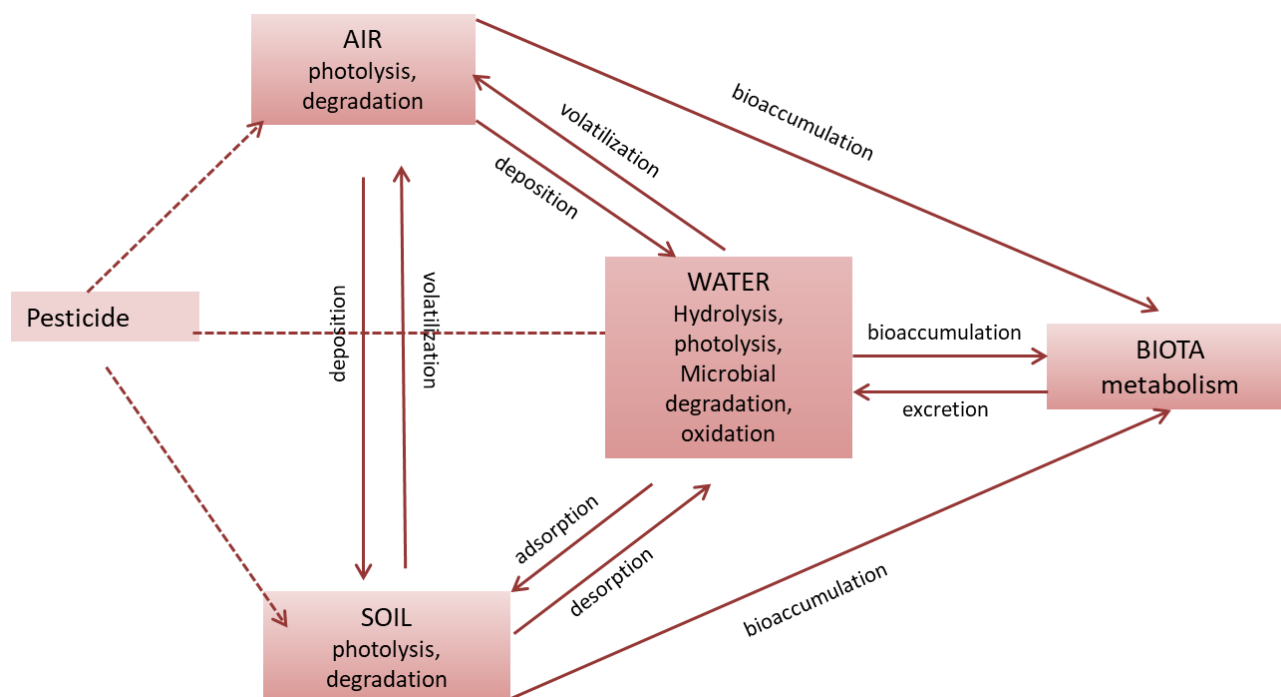 AIR
photolysis,
degradation
bioaccumulation
volatilization
deposition
Pesticide
deposition
volatilization
WATER
Hydrolysis,
photolysis,
Microbial
degradation,
oxidation
bioaccumulation
excretion
BIOTA
metabolism
adsorption
desorption
bioaccumulation
SOIL
photolysis,
degradation